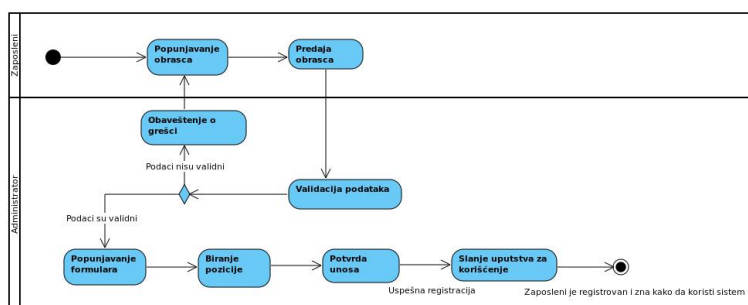 Zaposleni
Popunjavanje
obrasca
Predaja
obrasca
Administrator
Obaveštenje o
grešci
Podaci nisu validni
Validacija podataka
Podaci su validni
Popunjavanje
formulara
Biranje
pozicije
Potvrda
unosa
Slanje uputstva za
korišćenje
Uspešna registracija
Zaposleni je registrovan i zna kako da koristi sistem